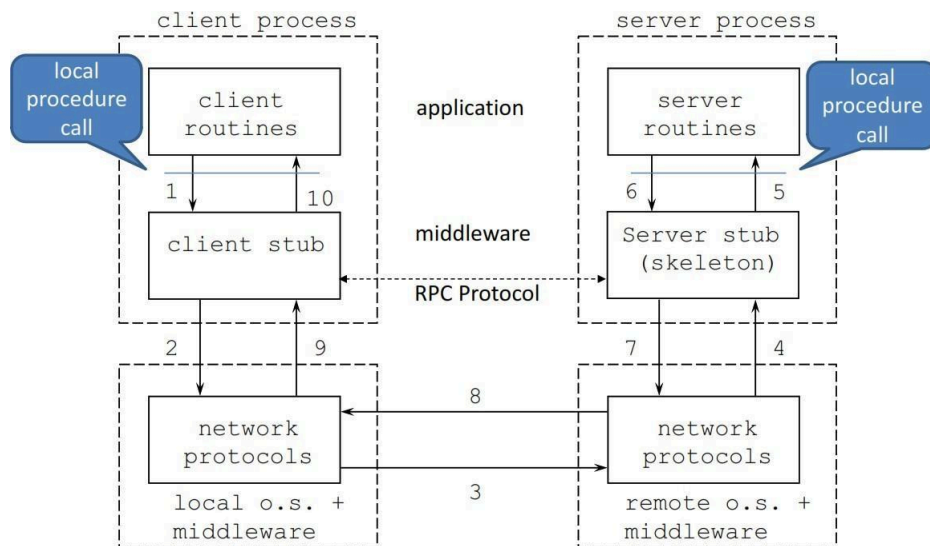 client process
server process
local
procedure
call
client
routines
application
server
routines
local
procedure
call
1
10
6
5
client stub
middleware
Server stub
(skeleton)
RPC Protocol
2
9
7
4
network
protocols
8
3
network
protocols
local o.s. +
middleware
remote o.s. +
middleware